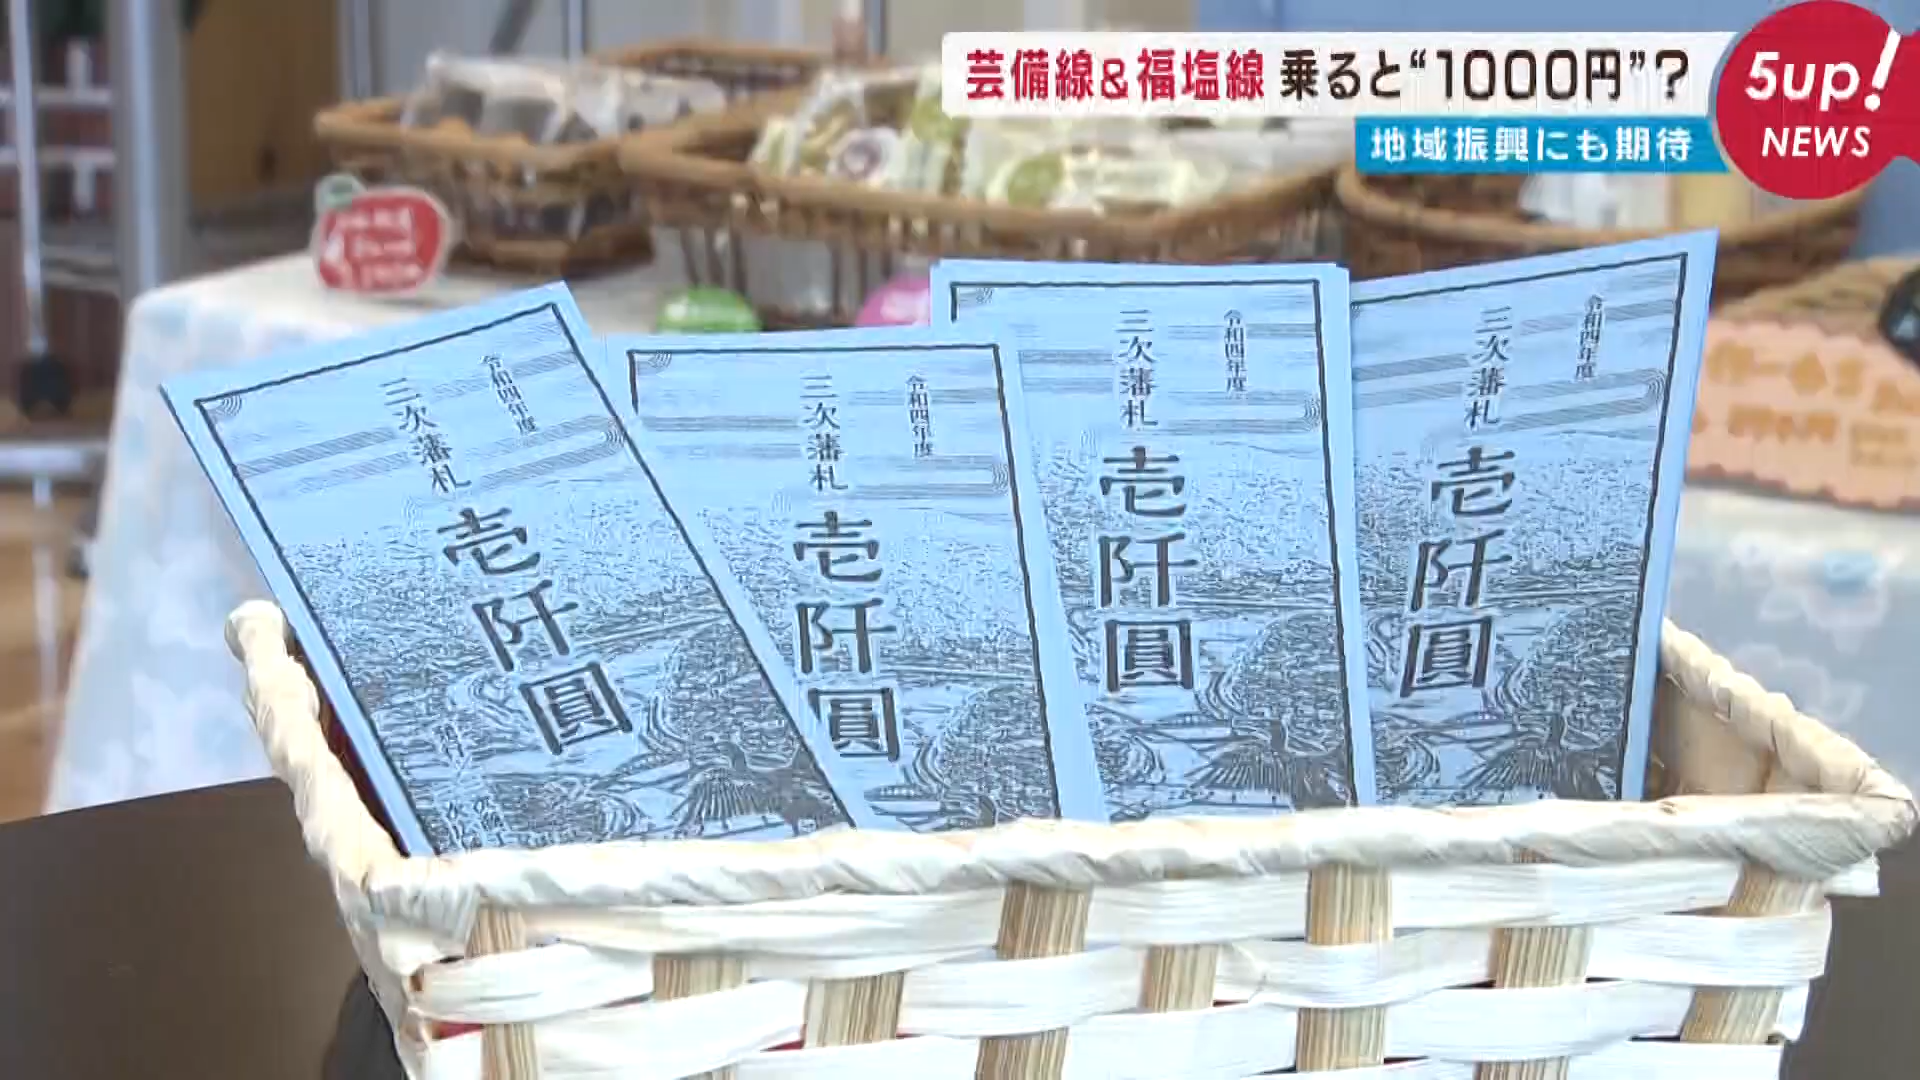 芸備線&福塩線 乗ると“1000円”?
地域振興にも期待
5up!
NEWS
令和四年度
三次藩札
壱阡圓
令和四年度
三次藩札
壱阡圓
令和四年度
三次藩札
壱阡圓
令和四年度
三次藩札
壱阡圓